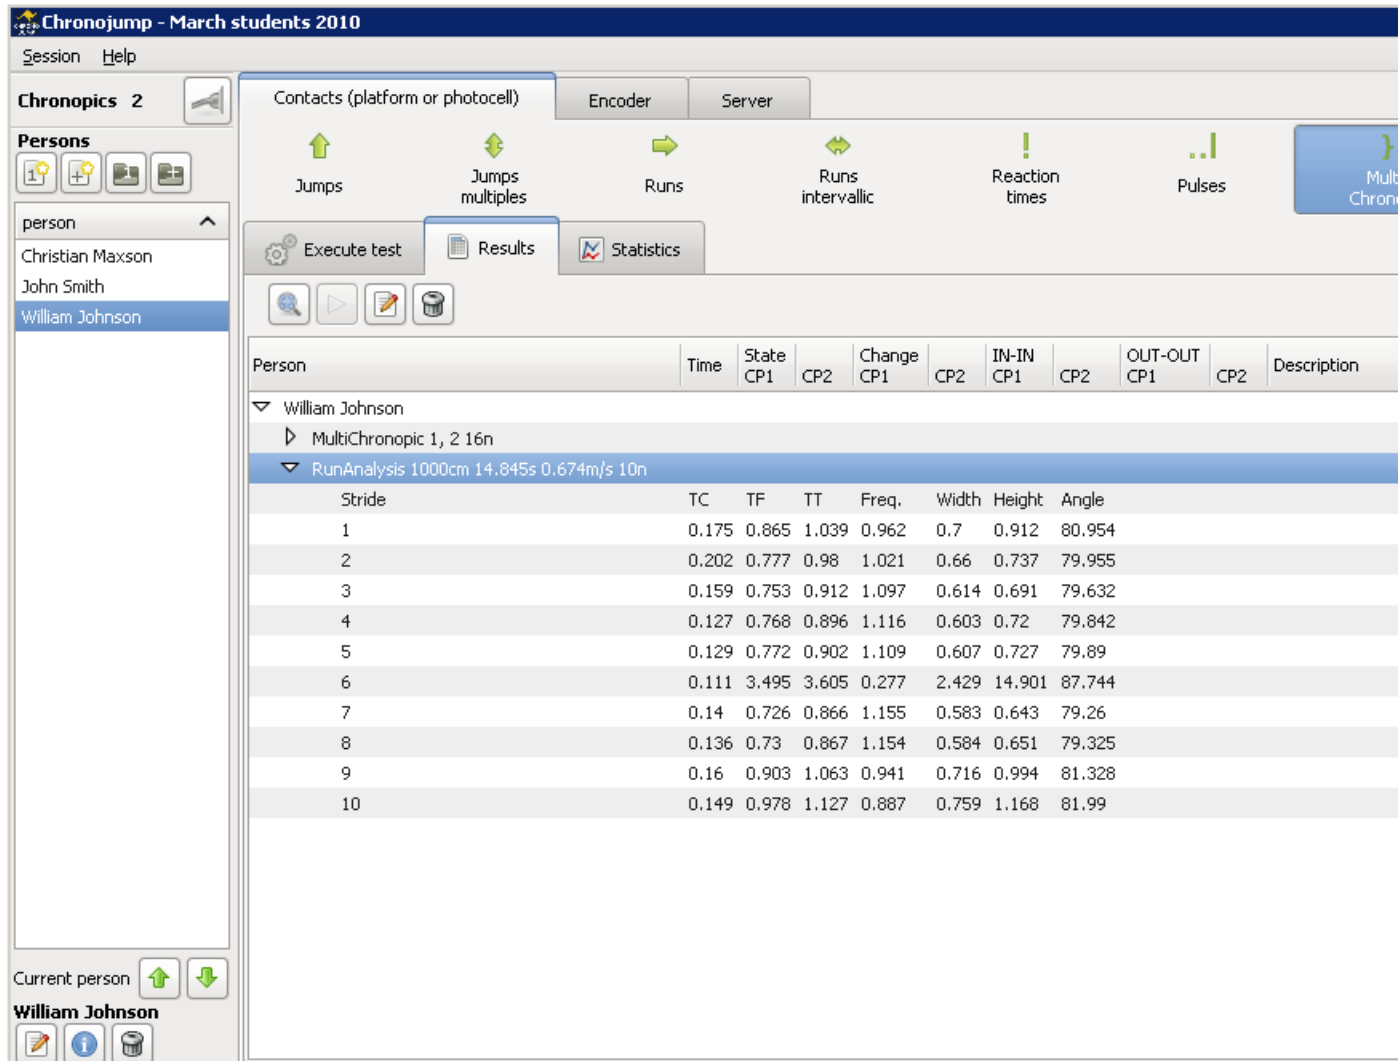 Chronojump - March students 2010
Session Help
Chronopics 2
Contacts (platform or photocell) Encoder Server
Persons
Jumps
Jumps multiples
Runs
Runs intervallic
Reaction times
Pulses
person
Christian Maxson
John Smith
William Johnson
Execute test Results Statistics
Person Time State CP1 CP2 Change CP1 CP2 IN-IN CP1 CP2 OUT-OUT CP1 CP2 Description
William Johnson
MultiChronopic 1, 2 16n
RunAnalysis 1000cm 14.845s 0.674m/s 10n
Stride TC TF TT Freq. Width Height Angle
1 0.175 0.865 1.039 0.962 0.7 0.912 80.954
2 0.202 0.777 0.98 1.021 0.66 0.737 79.955
3 0.159 0.753 0.912 1.097 0.614 0.691 79.632
4 0.127 0.768 0.896 1.116 0.603 0.72 79.842
5 0.129 0.772 0.902 1.109 0.607 0.727 79.89
6 0.111 3.495 3.605 0.277 2.429 14.901 87.744
7 0.14 0.726 0.866 1.155 0.583 0.643 79.26
8 0.136 0.73 0.867 1.154 0.584 0.651 79.325
9 0.16 0.903 1.063 0.941 0.716 0.994 81.328
10 0.149 0.978 1.127 0.887 0.759 1.168 81.99
Current person
William Johnson